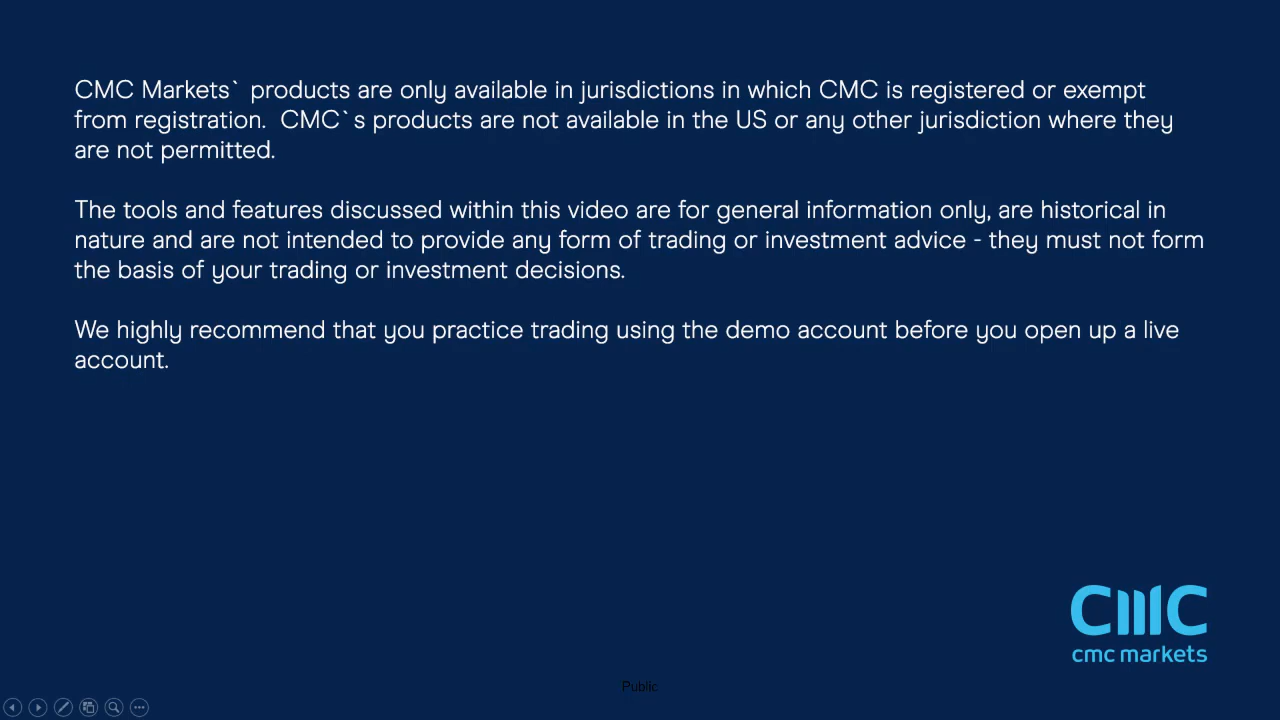 CMC Markets` products are only available in jurisdictions in which CMC is registered or exempt
from registration.  CMC`s products are not available in the US or any other jurisdiction where they
are not permitted.
The tools and features discussed within this video are for general information only, are historical in
nature and are not intended to provide any form of trading or investment advice - they must not form
the basis of your trading or investment decisions.
We highly recommend that you practice trading using the demo account before you open up a live
account.
CMC
cmc markets
Public